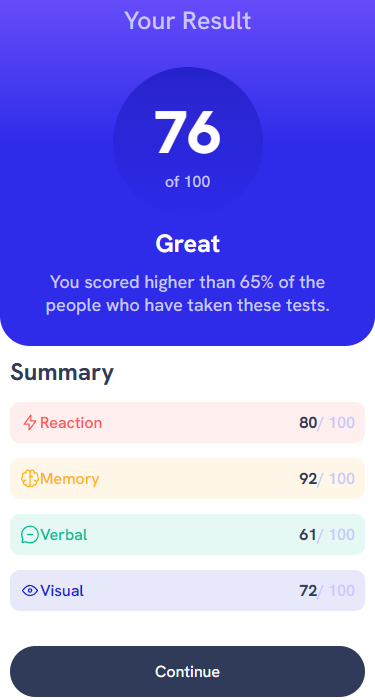 Your Result
76
of 100
Great
You scored higher than 65% of the
people who have taken these tests.
Summary
Reaction 80/ 100
Memory 92/ 100
Verbal 61/ 100
Visual 72/ 100
Continue